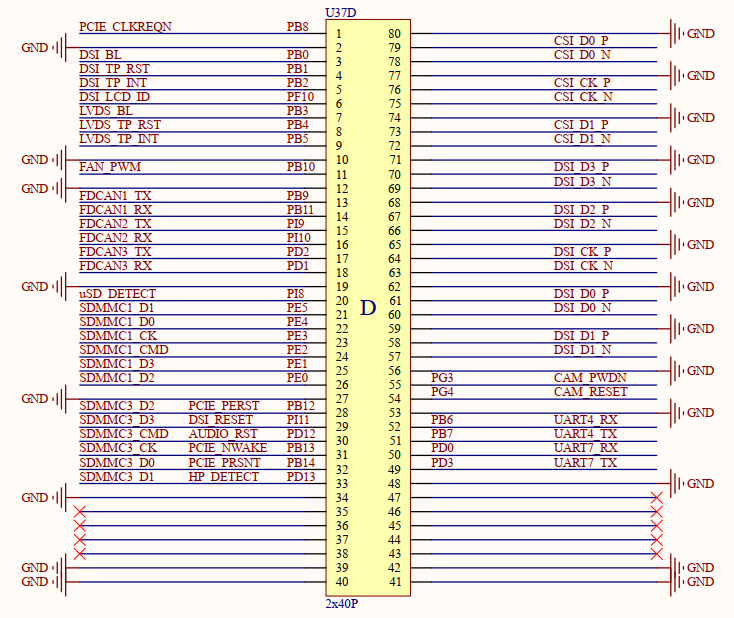 U37D
PCIE_CLKREQN PB8 1 80 GND
GND 2 79 CSI_D0_P
DSI_BL PB0 3 78 CSI_D0_N
DSI_TP_RST PB1 4 77 GND
DSI_TP_INT PB2 5 76 CSI_CK_P
DSI_LCD_ID PF10 6 75 CSI_CK_N
LVDS_BL PB3 7 74 GND
LVDS_TP_RST PB4 8 73 CSI_D1_P
LVDS_TP_INT PB5 9 72 CSI_D1_N
GND 10 71 GND
FAN_PWM PB10 11 70 DSI_D3_P
GND 12 69 DSI_D3_N
FDCAN1_TX PB9 13 68 GND
FDCAN1_RX PB11 14 67 DSI_D2_P
FDCAN2_TX PI9 15 66 DSI_D2_N
FDCAN2_RX PI10 16 65 GND
FDCAN3_TX PD2 17 64 DSI_CK_P
FDCAN3_RX PD1 18 63 DSI_CK_N
GND 19 62 GND
uSD_DETECT PI8 20 61 DSI_D0_P
SDMMC1_D1 PE5 21 60 DSI_D0_N
SDMMC1_D0 PE4 22 59 GND
SDMMC1_CK PE3 23 58 DSI_D1_P
SDMMC1_CMD PE2 24 57 DSI_D1_N
SDMMC1_D3 PE1 25 56 GND
SDMMC1_D2 PE0 26 55 PG3 CAM_PWDN
GND 27 54 PG4 CAM_RESET
SDMMC3_D2 PCIE_PERST PB12 28 53 GND
SDMMC3_D3 DSI_RESET PI11 29 52 PB6 UART4_RX
SDMMC3_CMD AUDIO_RST PD12 30 51 PB7 UART4_TX
SDMMC3_CK PCIE_NWAKE PB13 31 50 PD0 UART7_RX
SDMMC3_D0 PCIE_PRSNT PB14 32 49 PD3 UART7_TX
SDMMC3_D1 HP_DETECT PD13 33 48 GND
GND 34 47
35 46
36 45
37 44
38 43
GND 39 42 GND
GND 40 41 GND
D
2x40P